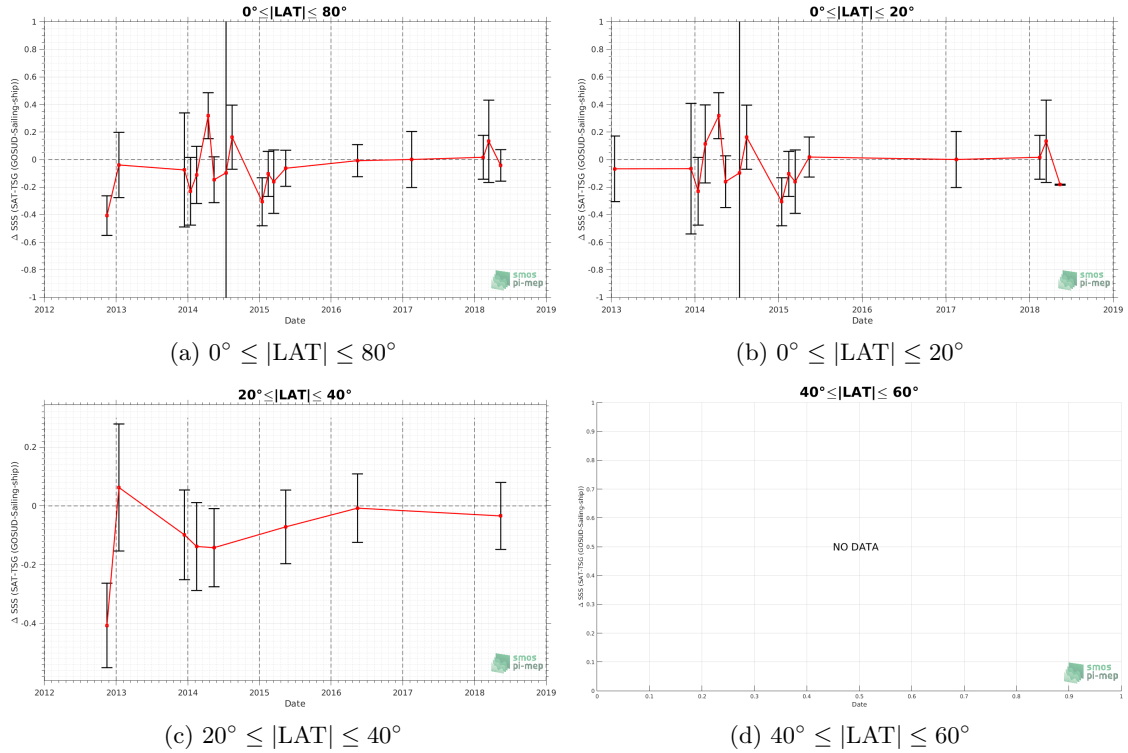 0°≤|LAT|≤ 80°
1
0.8
0.6
0.4
0.2
0
-0.2
-0.4
-0.6
-0.8
-1
Δ SSS (SAT-TSG (GOSUD-Sailing-ship))
2012 2013 2014 2015 2016 2017 2018 2019
Date
smos
pi-mep
(a) 0° ≤ |LAT| ≤ 80°
0°≤|LAT|≤ 20°
1
0.8
0.6
0.4
0.2
0
-0.2
-0.4
-0.6
-0.8
-1
Δ SSS (SAT-TSG (GOSUD-Sailing-ship))
2013 2014 2015 2016 2017 2018 2019
Date
smos
pi-mep
(b) 0° ≤ |LAT| ≤ 20°
20°≤|LAT|≤ 40°
0.2
0
-0.2
-0.4
Δ SSS (SAT-TSG (GOSUD-Sailing-ship))
2012 2013 2014 2015 2016 2017 2018 2019
Date
smos
pi-mep
(c) 20° ≤ |LAT| ≤ 40°
40°≤|LAT|≤ 60°
1
0.9
0.8
0.7
0.6
0.5
0.4
0.3
0.2
0.1
0
Δ SSS (SAT-TSG (GOSUD-Sailing-ship))
NO DATA
0 0.1 0.2 0.3 0.4 0.5 0.6 0.7 0.8 0.9 1
Date
smos
pi-mep
(d) 40° ≤ |LAT| ≤ 60°